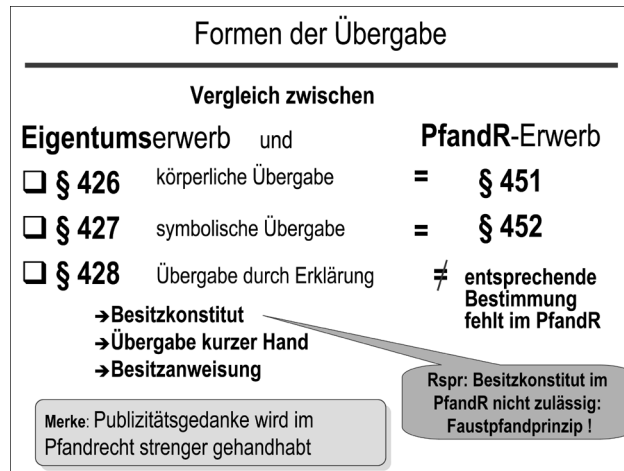 Formen der Übergabe
Vergleich zwischen
Eigentumserwerb und PfandR-Erwerb
❑ § 426 körperliche Übergabe = § 451
❑ § 427 symbolische Übergabe = § 452
❑ § 428 Übergabe durch Erklärung ≠ entsprechende
Bestimmung
fehlt im PfandR
➔Besitzkonstitut
➔Übergabe kurzer Hand
➔Besitzanweisung
Rspr: Besitzkonstitut im
PfandR nicht zulässig:
Faustpfandprinzip !
Merke: Publizitätsgedanke wird im
Pfandrecht strenger gehandhabt